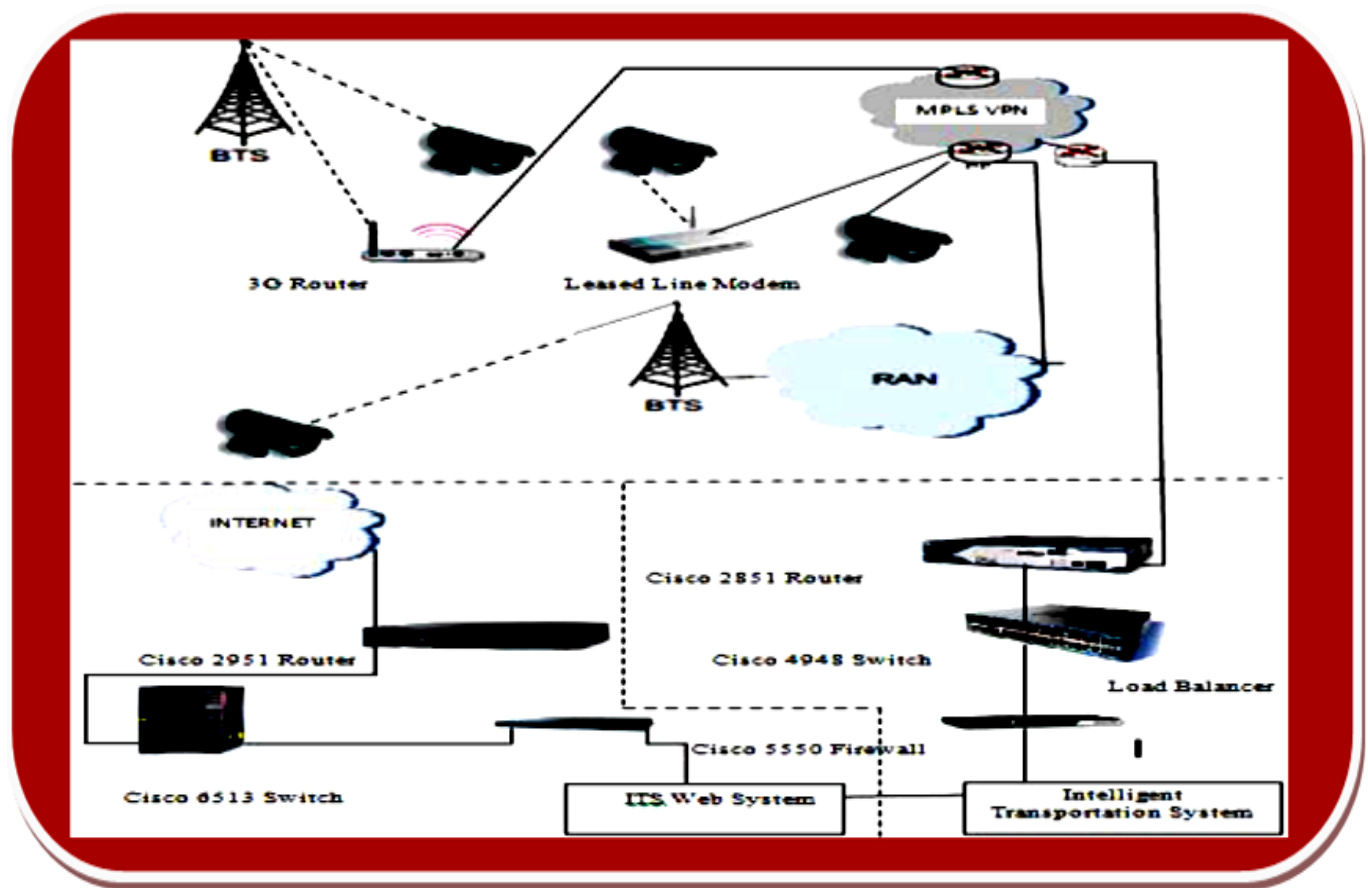 MPLS VPN
BTS
3G Router
Leased Line Modem
RAN
BTS
INTERNET
Cisco 2851 Router
Cisco 2951 Router
Cisco 4948 Switch
Load Balancer
Cisco 5550 Firewall
Cisco 6513 Switch
ITS Web System
Intelligent
Transportation System